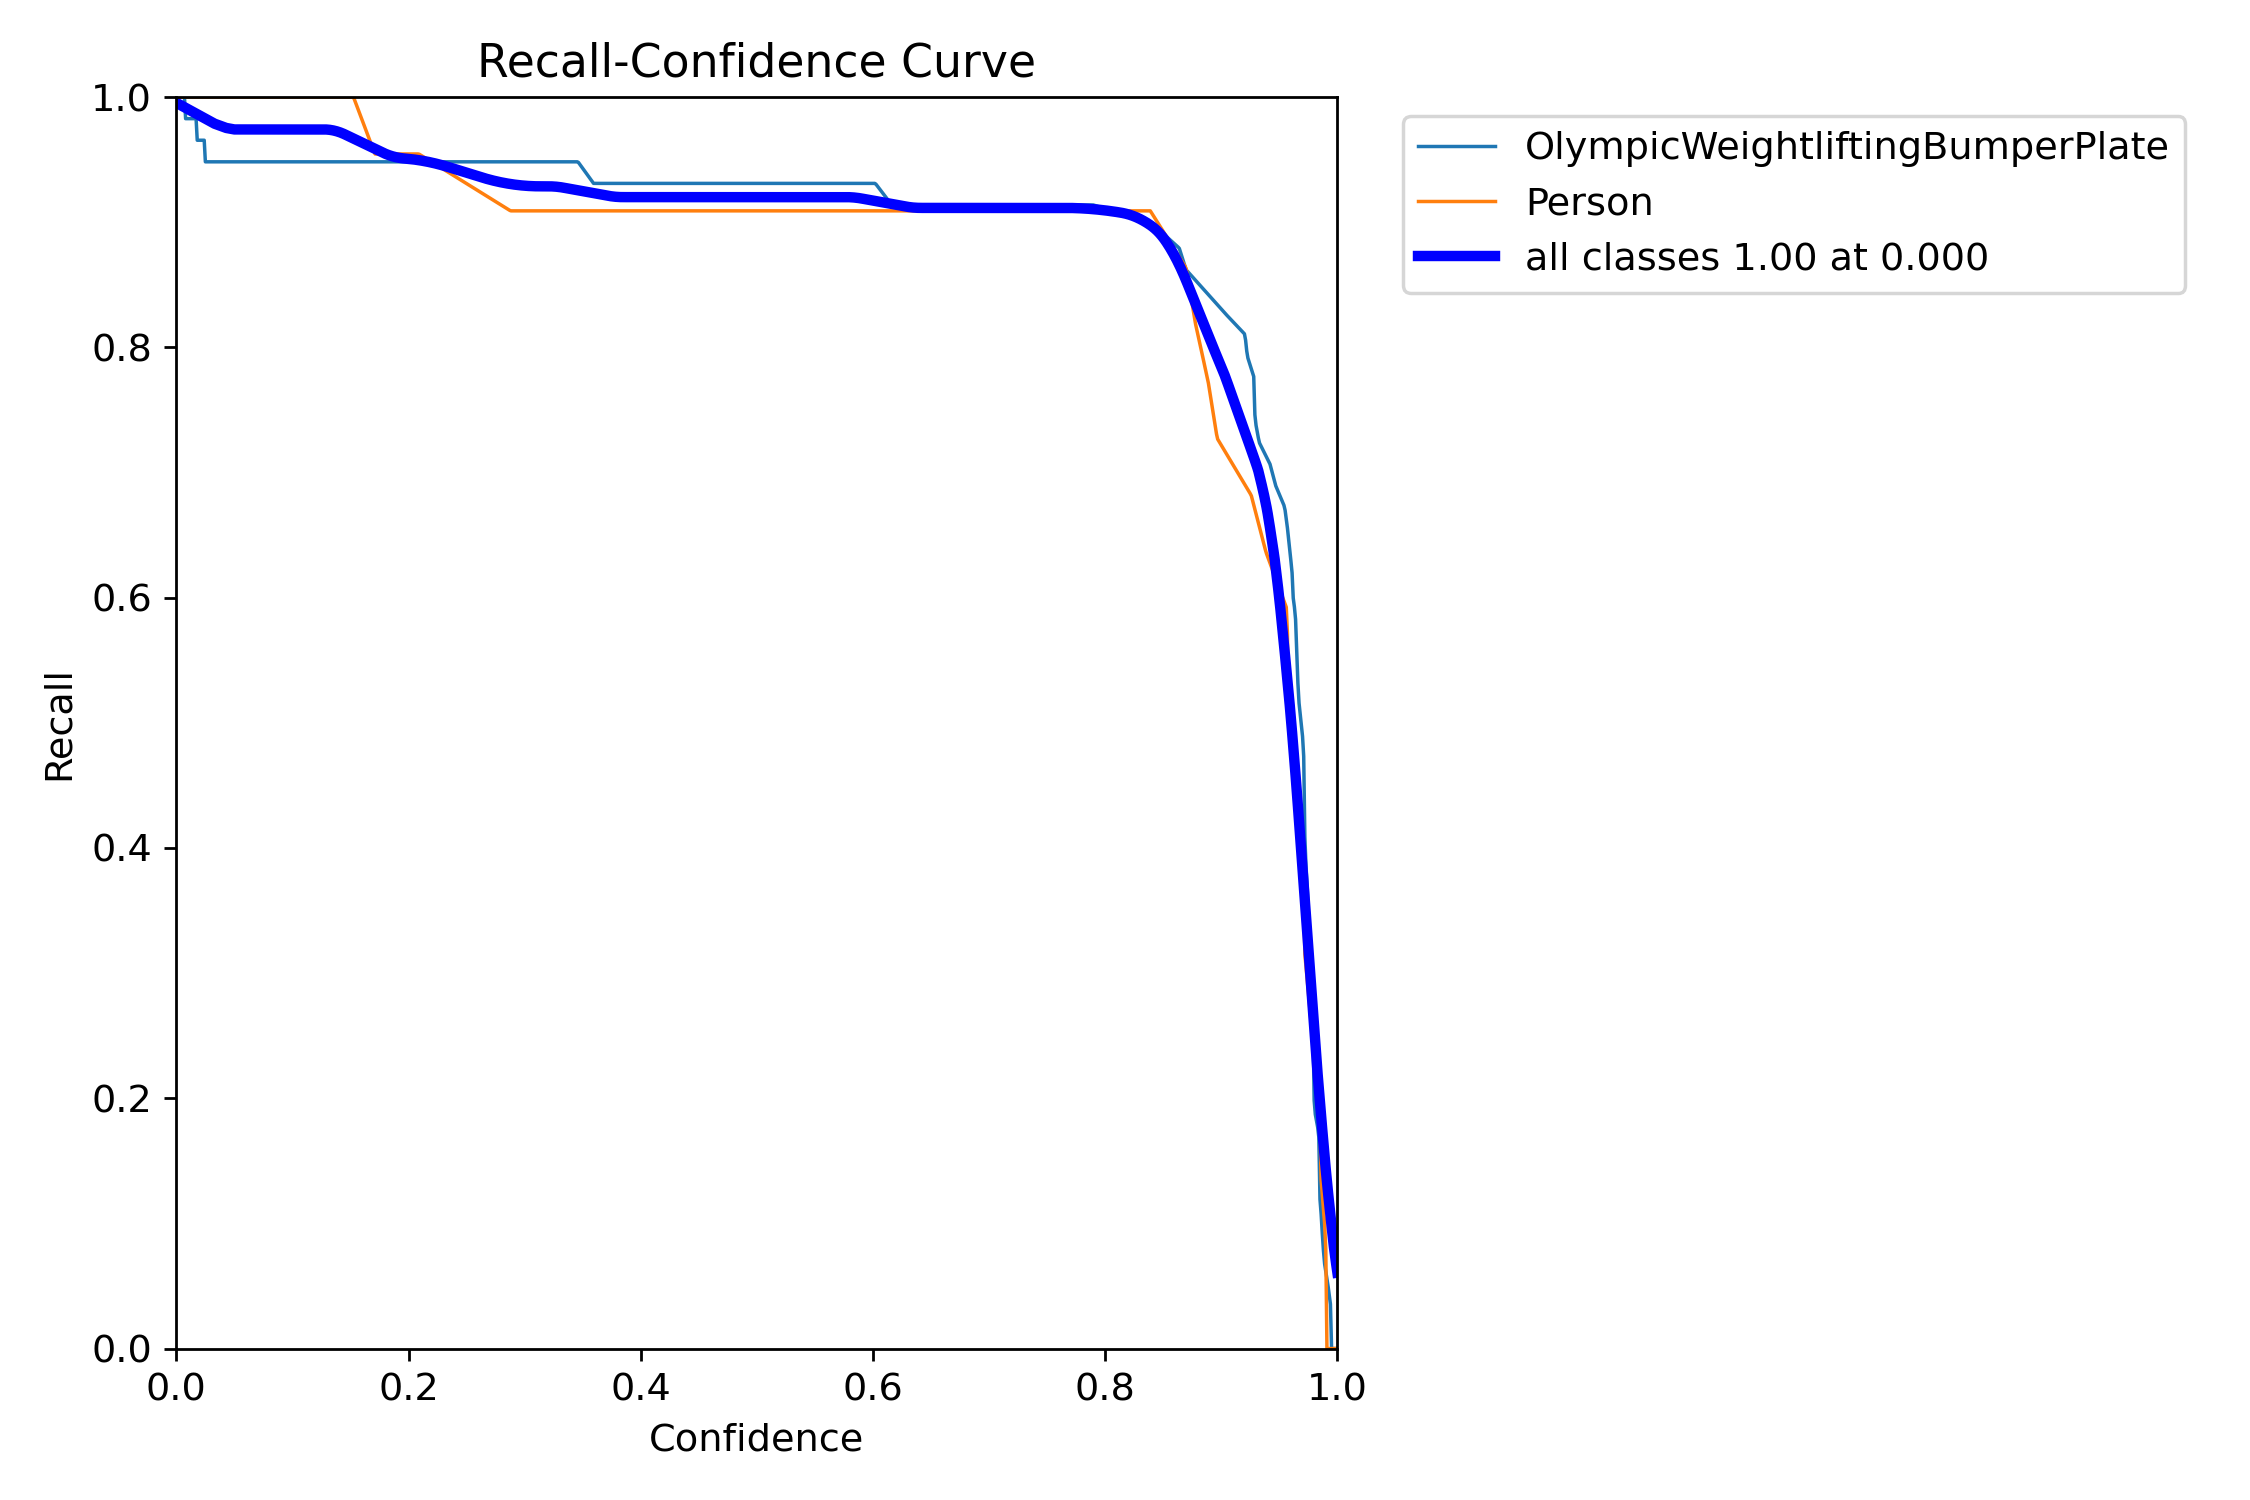 Recall-Confidence Curve
OlympicWeightliftingBumperPlate
Person
all classes 1.00 at 0.000
Recall
1.0
0.8
0.6
0.4
0.2
0.0
0.0 0.2 0.4 0.6 0.8 1.0
Confidence